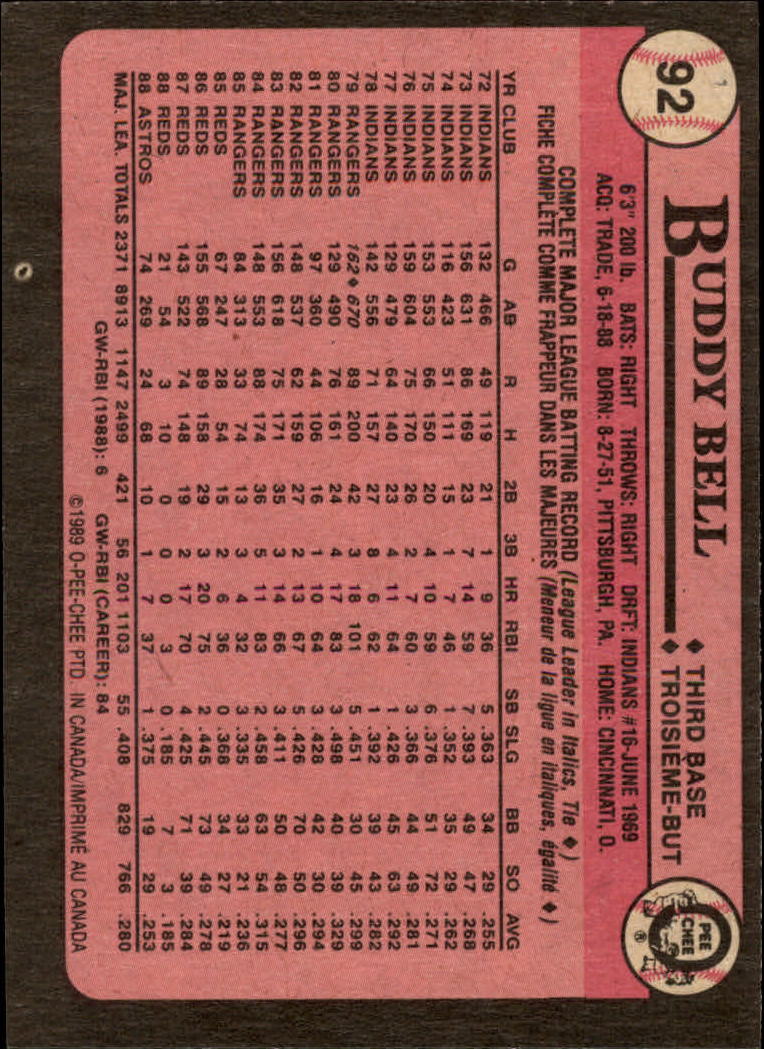 92
BUDDY BELL
♦ THIRD BASE
♦ TROISIÈME-BUT
O PEE CHEE ®
6'3" 200 lb. BATS: RIGHT THROWS: RIGHT DRFT: INDIANS #16-JUNE 1969
ACQ: TRADE, 6-18-88 BORN: 8-27-51, PITTSBURGH, PA. HOME: CINCINNATI, O.
COMPLETE MAJOR LEAGUE BATTING RECORD (League Leader in Italics, Tie ♦)
FICHE COMPLÈTE COMME FRAPPEUR DANS LES MAJEURES (Meneur de la ligue en italiques, égalité ♦)
YR CLUB G AB R H 2B 3B HR RBI SB SLG BB SO AVG
72 INDIANS 132 466 49 119 21 1 9 36 5 .363 34 29 .255
73 INDIANS 156 631 86 169 23 7 14 59 7 .393 49 47 .268
74 INDIANS 116 423 51 111 15 1 7 46 1 .352 35 29 .262
75 INDIANS 153 553 66 150 20 4 10 59 6 .376 51 72 .271
76 INDIANS 159 604 75 170 26 2 7 60 3 .366 44 49 .281
77 INDIANS 129 479 64 140 23 4 11 64 1 .426 45 63 .292
78 INDIANS 142 556 71 157 27 8 6 62 1 .392 39 43 .282
79 RANGERS 162♦ 670 89 200 42 3 18 101 5 .451 30 45 .299
80 RANGERS 129 490 76 161 24 4 17 83 3 .498 40 39 .329
81 RANGERS 97 360 44 106 16 1 10 64 3 .428 42 30 .294
82 RANGERS 148 537 62 159 27 2 13 67 5 .426 70 50 .296
83 RANGERS 156 618 75 171 35 3 14 66 3 .411 50 48 .277
84 RANGERS 148 553 88 174 36 5 11 83 2 .458 63 54 .315
85 RANGERS 84 313 33 74 13 3 4 32 3 .335 33 21 .236
85 REDS 67 247 28 54 15 2 6 36 0 .368 34 27 .219
86 REDS 155 568 89 158 29 3 20 75 2 .445 73 49 .278
87 REDS 143 522 74 148 19 2 17 70 4 .425 71 39 .284
88 REDS 21 54 3 10 0 0 0 3 0 .185 7 3 .185
88 ASTROS 74 269 24 68 10 1 7 37 1 .375 19 29 .253
MAJ. LEA. TOTALS 2371 8913 1147 2499 421 56 201 1103 55 .408 829 766 .280
GW-RBI (1988): 6 GW-RBI (CAREER): 84
©1989 O-PEE-CHEE PTD. IN CANADA/IMPRIMÉ AU CANADA